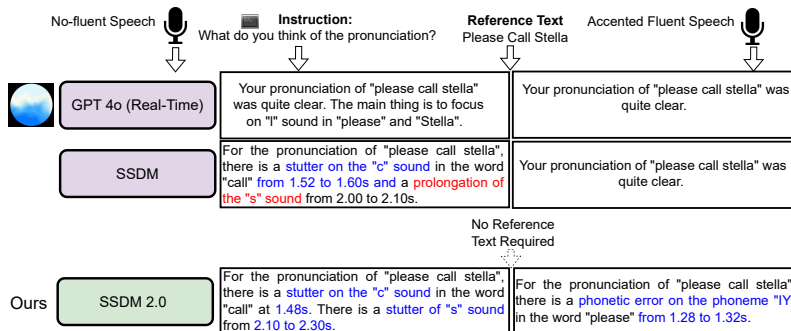 No-fluent Speech
Instruction:
What do you think of the pronunciation?
Reference Text
Please Call Stella
Accented Fluent Speech
GPT 4o (Real-Time)
Your pronunciation of "please call stella"
was quite clear. The main thing is to focus
on "l" sound in "please" and "Stella".
Your pronunciation of "please call stella" was
quite clear.
SSDM
For the pronunciation of "please call stella",
there is a stutter on the "c" sound in the word
"call" from 1.52 to 1.60s and a prolongation of
the "s" sound from 2.00 to 2.10s.
Your pronunciation of "please call stella" was
quite clear.
No Reference
Text Required
Ours
SSDM 2.0
For the pronunciation of "please call stella",
there is a stutter on the "c" sound in the word
"call" at 1.48s. There is a stutter of "s" sound
from 2.10 to 2.30s.
For the pronunciation of "please call stella"
there is a phonetic error on the phoneme "IY
in the word "please" from 1.28 to 1.32s.